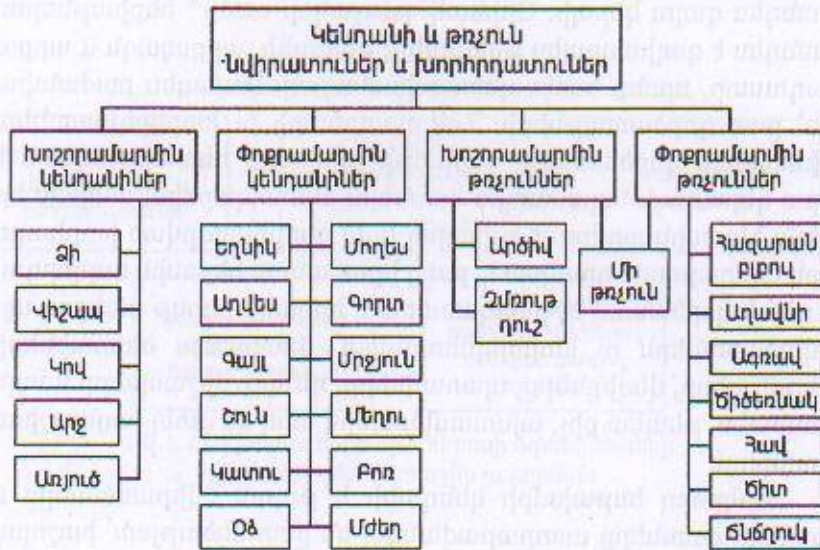 Կենդանի և թռչուն
նվիրատուներ և խորհրդատուներ
Խոշորամարմին
կենդանիներ
Փոքրամարմին
կենդանիներ
Խոշորամարմին
թռչուններ
Փոքրամարմին
թռչուններ
Ձի
Վիշապ
Կով
Արջ
Առյուծ
Եղնիկ
Աղվես
Գայլ
Շուն
Կատու
Օձ
Մողես
Գորտ
Մրջյուն
Մեղու
Բոռ
Մժեղ
Արծիվ
Զմռութ
ղուշ
Մի
թռչուն
Հազարան
բլբուլ
Աղավնի
Ագռավ
Ծիծեռնակ
Հավ
Ծիտ
Ճնճղուկ